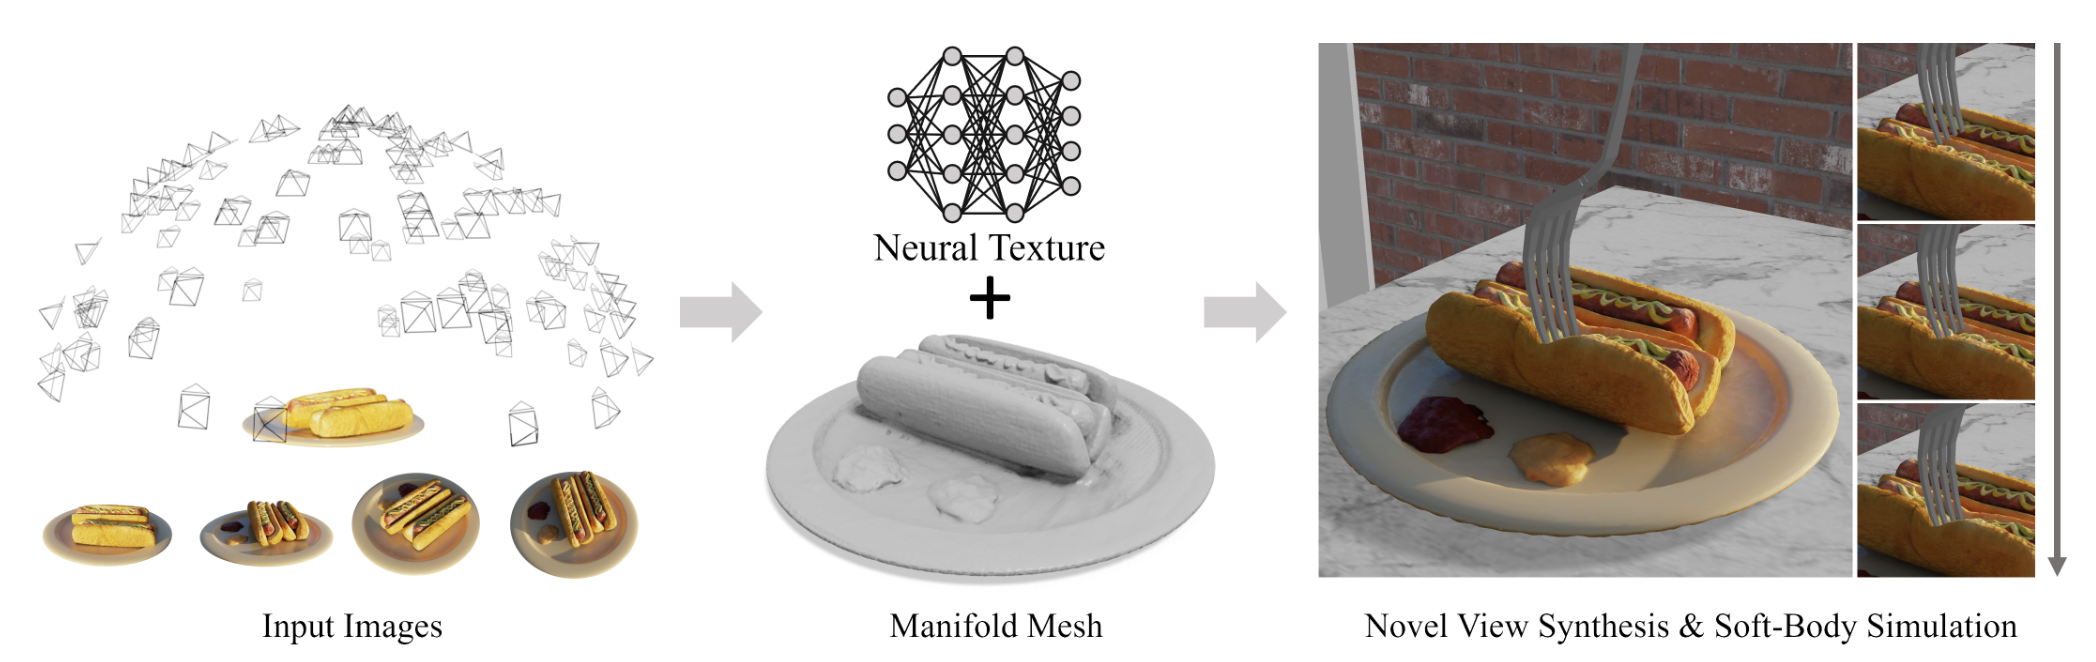 Neural Texture
+
Input Images
Manifold Mesh
Novel View Synthesis & Soft-Body Simulation